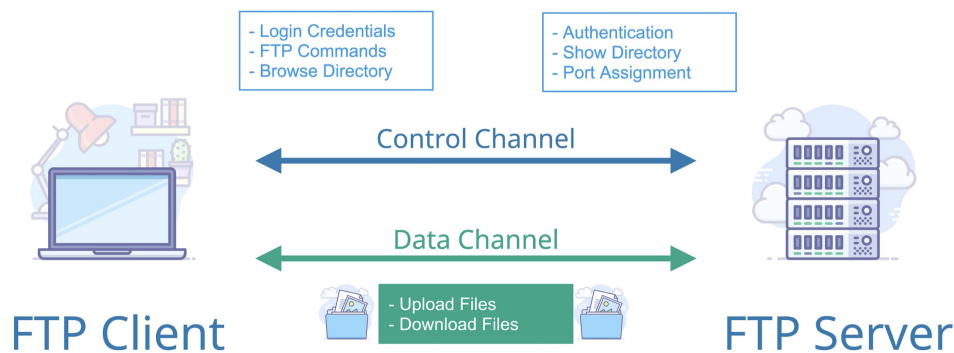 - Login Credentials
- FTP Commands
- Browse Directory
- Authentication
- Show Directory
- Port Assignment
Control Channel
Data Channel
- Upload Files
- Download Files
FTP Client
FTP Server